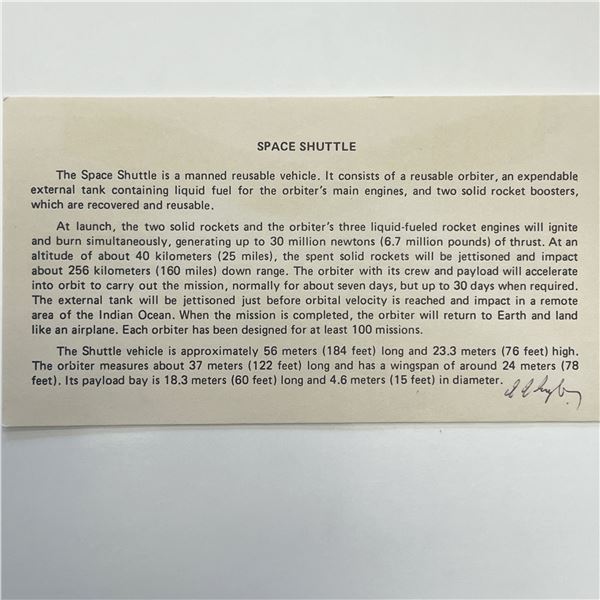 SPACE SHUTTLE
The Space Shuttle is a manned reusable vehicle. It consists of a reusable orbiter, an expendable
external tank containing liquid fuel for the orbiter's main engines, and two solid rocket boosters,
which are recovered and reusable.
At launch, the two solid rockets and the orbiter's three liquid-fueled rocket engines will ignite
and burn simultaneously, generating up to 30 million newtons (6.7 million pounds) of thrust. At an
altitude of about 40 kilometers (25 miles), the spent solid rockets will be jettisoned and impact
about 256 kilometers (160 miles) down range. The orbiter with its crew and payload will accelerate
into orbit to carry out the mission, normally for about seven days, but up to 30 days when required.
The external tank will be jettisoned just before orbital velocity is reached and impact in a remote
area of the Indian Ocean. When the mission is completed, the orbiter will return to Earth and land
like an airplane. Each orbiter has been designed for at least 100 missions.
The Shuttle vehicle is approximately 56 meters (184 feet) long and 23.3 meters (76 feet) high.
The orbiter measures about 37 meters (122 feet) long and has a wingspan of around 24 meters (78
feet). Its payload bay is 18.3 meters (60 feet) long and 4.6 meters (15 feet) in diameter.